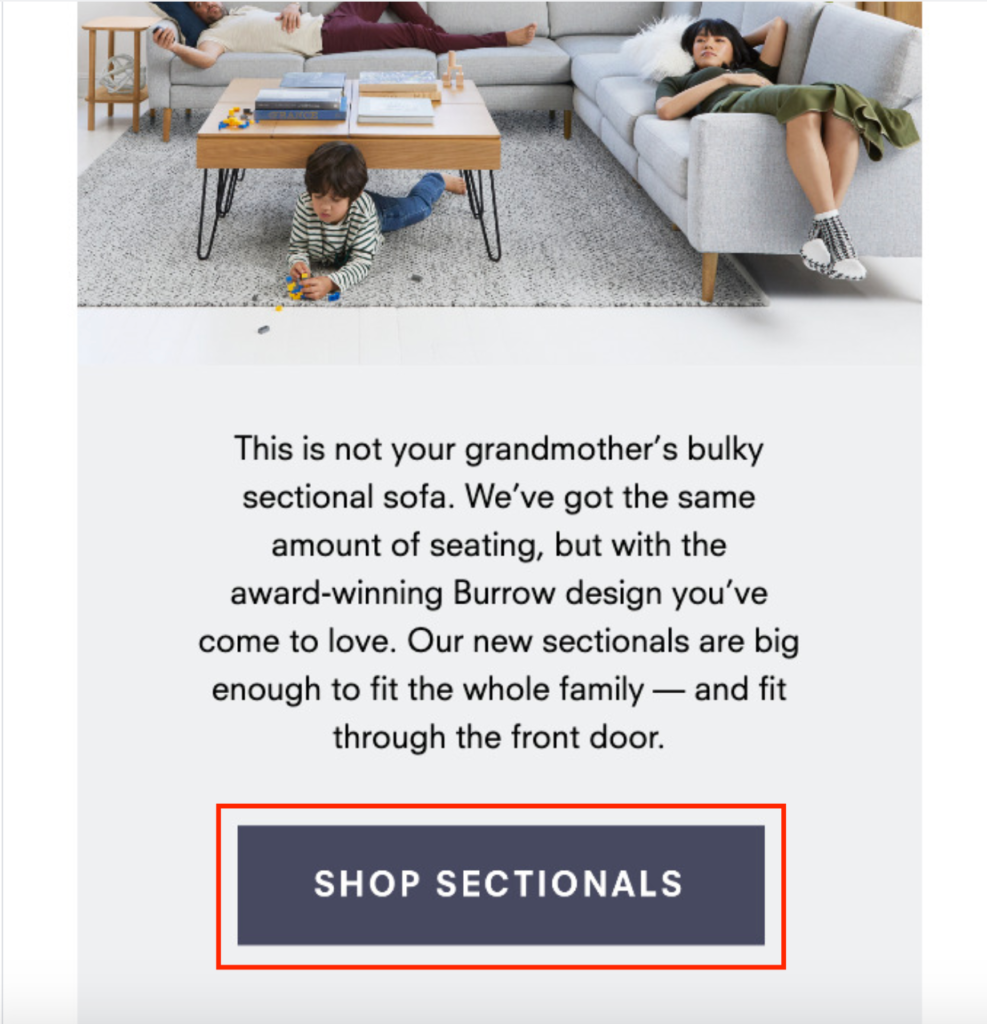 This is not your grandmother’s bulky
sectional sofa. We’ve got the same
amount of seating, but with the
award-winning Burrow design you’ve
come to love. Our new sectionals are big
enough to fit the whole family — and fit
through the front door.
SHOP SECTIONALS